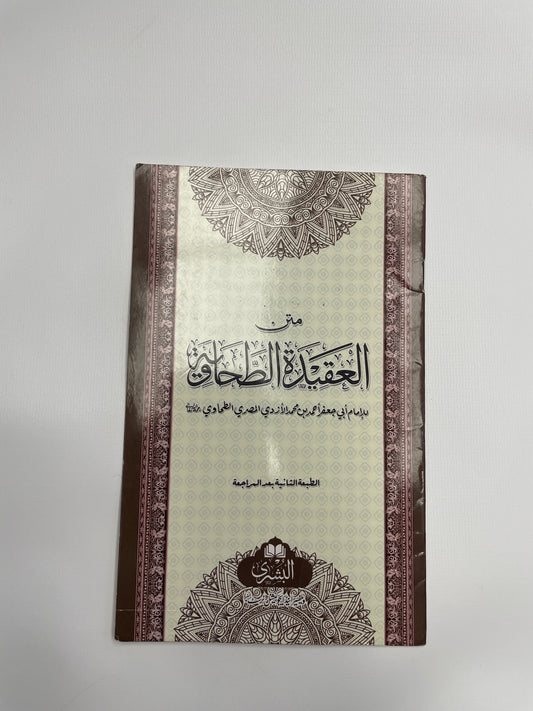 متن
العقيدة الطحاوية
للإمام أبي جعفر أحمد بن محمد الأزدي المصري الطحاوي
الطبعة الثانية بعد المراجعة
البشرى